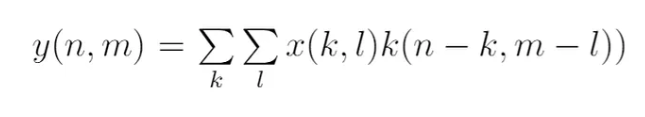 y(n, m) = ∑_k ∑_l x(k, l)k(n − k, m − l))